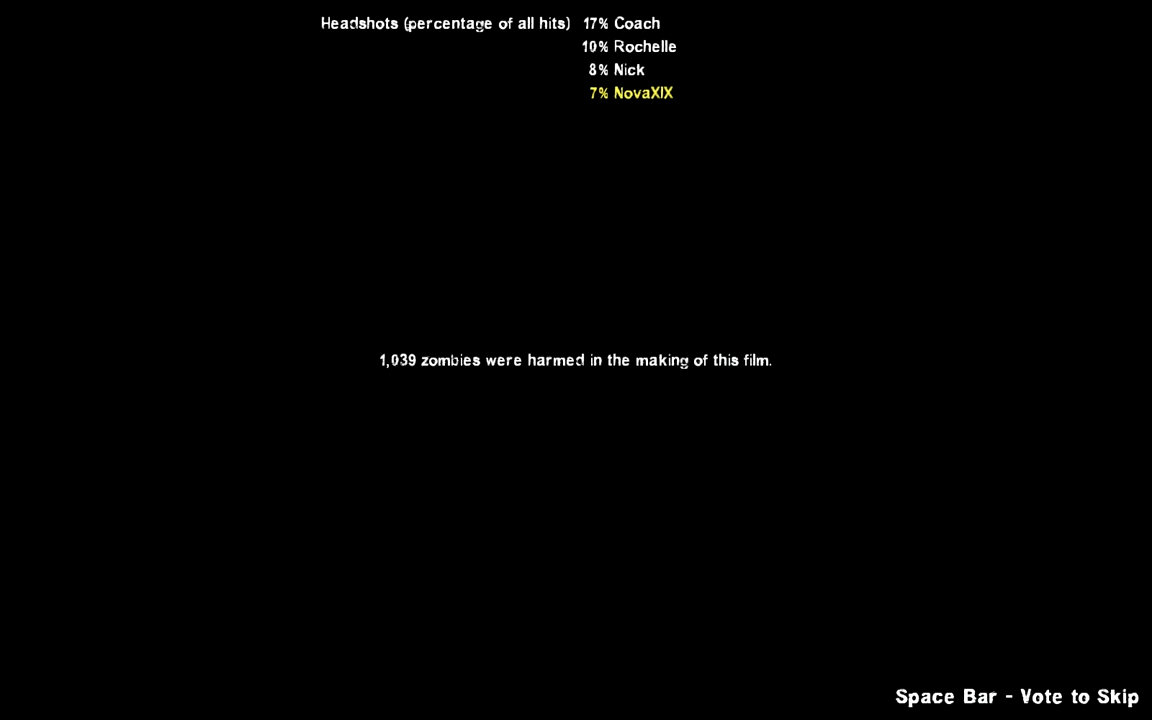 Headshots (percentage of all hits) 17% Coach
10% Rochelle
8% Nick
7% NovaXIX
1,039 zombies were harmed in the making of this film.
Space Bar - Vote to Skip